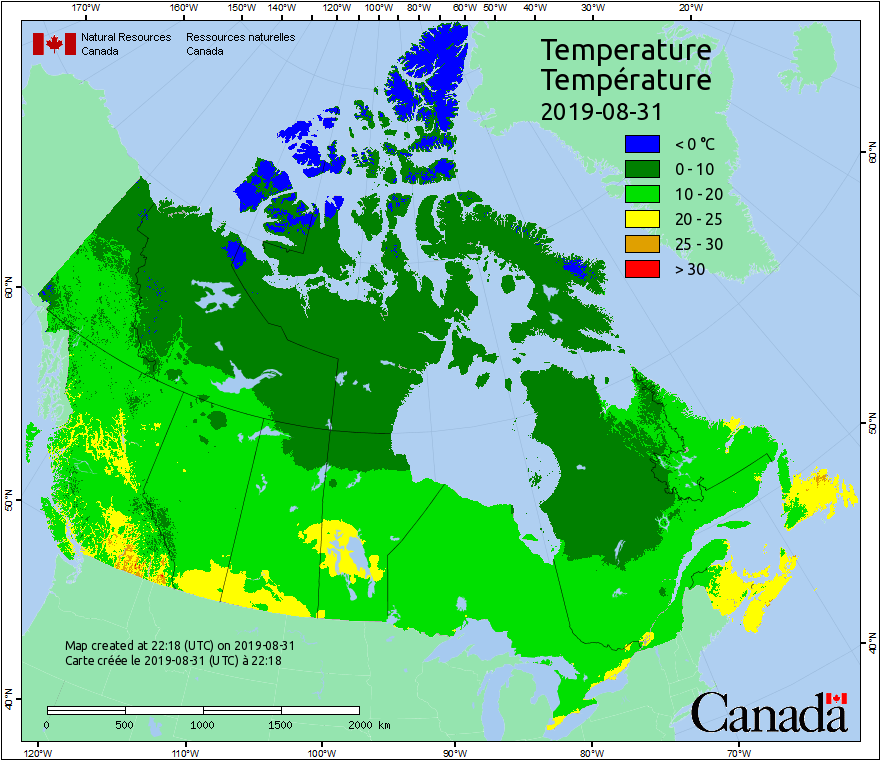 170°W 160°W 150°W 140°W 120°W 100°W 80°W 60°W 50°W 40°W 30°W 20°W
Natural Resources Ressources naturelles
Canada Canada
Temperature
Température
2019-08-31
< 0 °C
0 - 10
10 - 20
20 - 25
25 - 30
> 30
60°N
60°N
50°N
50°N
40°N
40°N
Map created at 22:18 (UTC) on 2019-08-31
Carte créée le 2019-08-31 (UTC) à 22:18
0 500 1000 1500 2000 km
Canada
120°W 110°W 100°W 90°W 80°W 70°W